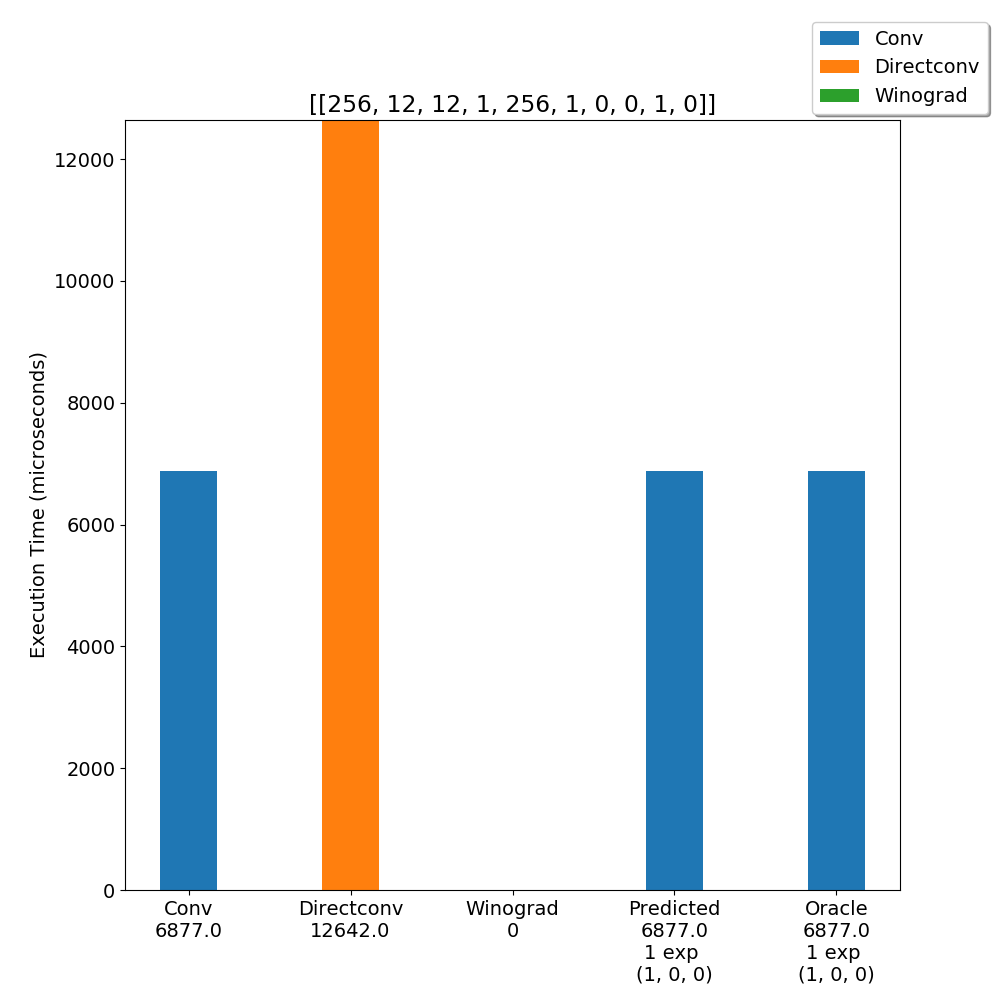 Conv
Directconv
Winograd
[[256, 12, 12, 1, 256, 1, 0, 0, 1, 0]]
Execution Time (microseconds)
12000
10000
8000
6000
4000
2000
0
Conv
6877.0
Directconv
12642.0
Winograd
0
Predicted
6877.0
1 exp
(1, 0, 0)
Oracle
6877.0
1 exp
(1, 0, 0)